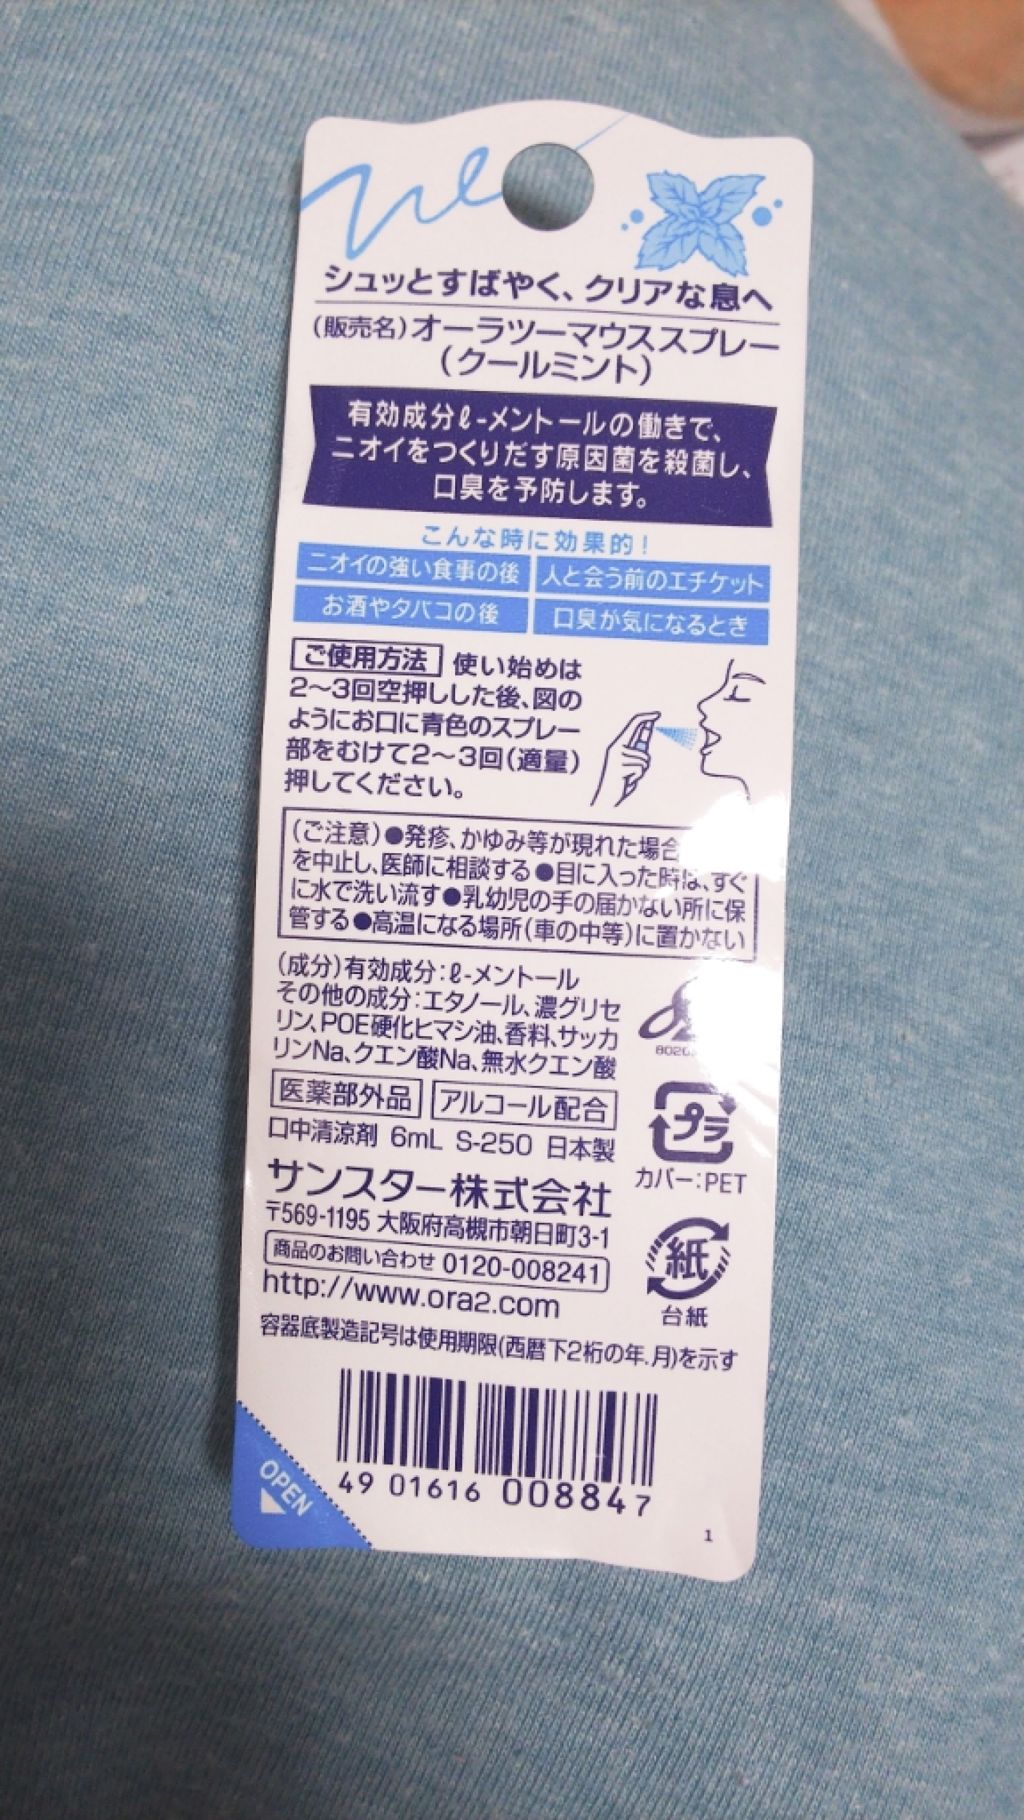 シュッとすばやく、クリアな息へ
(販売名)オーラツーマウススプレー
(クールミント)
有効成分ℓ-メントールの働きで、
ニオイをつくりだす原因菌を殺菌し、
口臭を予防します。
こんな時に効果的!
ニオイの強い食事の後 人と会う前のエチケット
お酒やタバコの後 口臭が気になるとき
ご使用方法 使い始めは
2〜3回空押しした後、図の
ようにお口に青色のスプレー
部をむけて2〜3回(適量)
押してください。
(ご注意)●発疹、かゆみ等が現れた場合
を中止し、医師に相談する●目に入った時は、すぐ
に水で洗い流す●乳幼児の手の届かない所に保
管する●高温になる場所(車の中等)に置かない
(成分)有効成分:ℓ-メントール
その他の成分:エタノール、濃グリセ
リン、POE硬化ヒマシ油、香料、サッカ
リンNa、クエン酸Na、無水クエン酸
8020
医薬部外品 アルコール配合
口中清涼剤 6mL S-250 日本製
プラ
カバー:PET
サンスター株式会社
〒569-1195 大阪府高槻市朝日町3-1
商品のお問い合わせ 0120-008241
http://www.ora2.com
紙
台紙
容器底製造記号は使用期限(西暦下2桁の年.月)を示す
OPEN
49 01616 008847
1